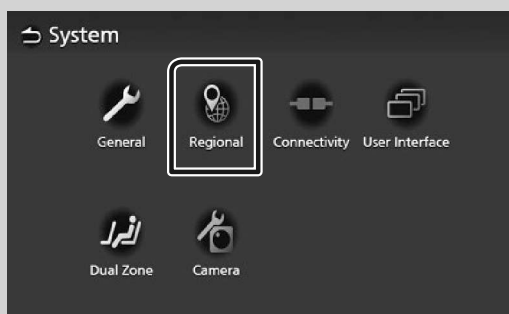 System
General
Regional
Connectivity
User Interface
Dual Zone
Camera